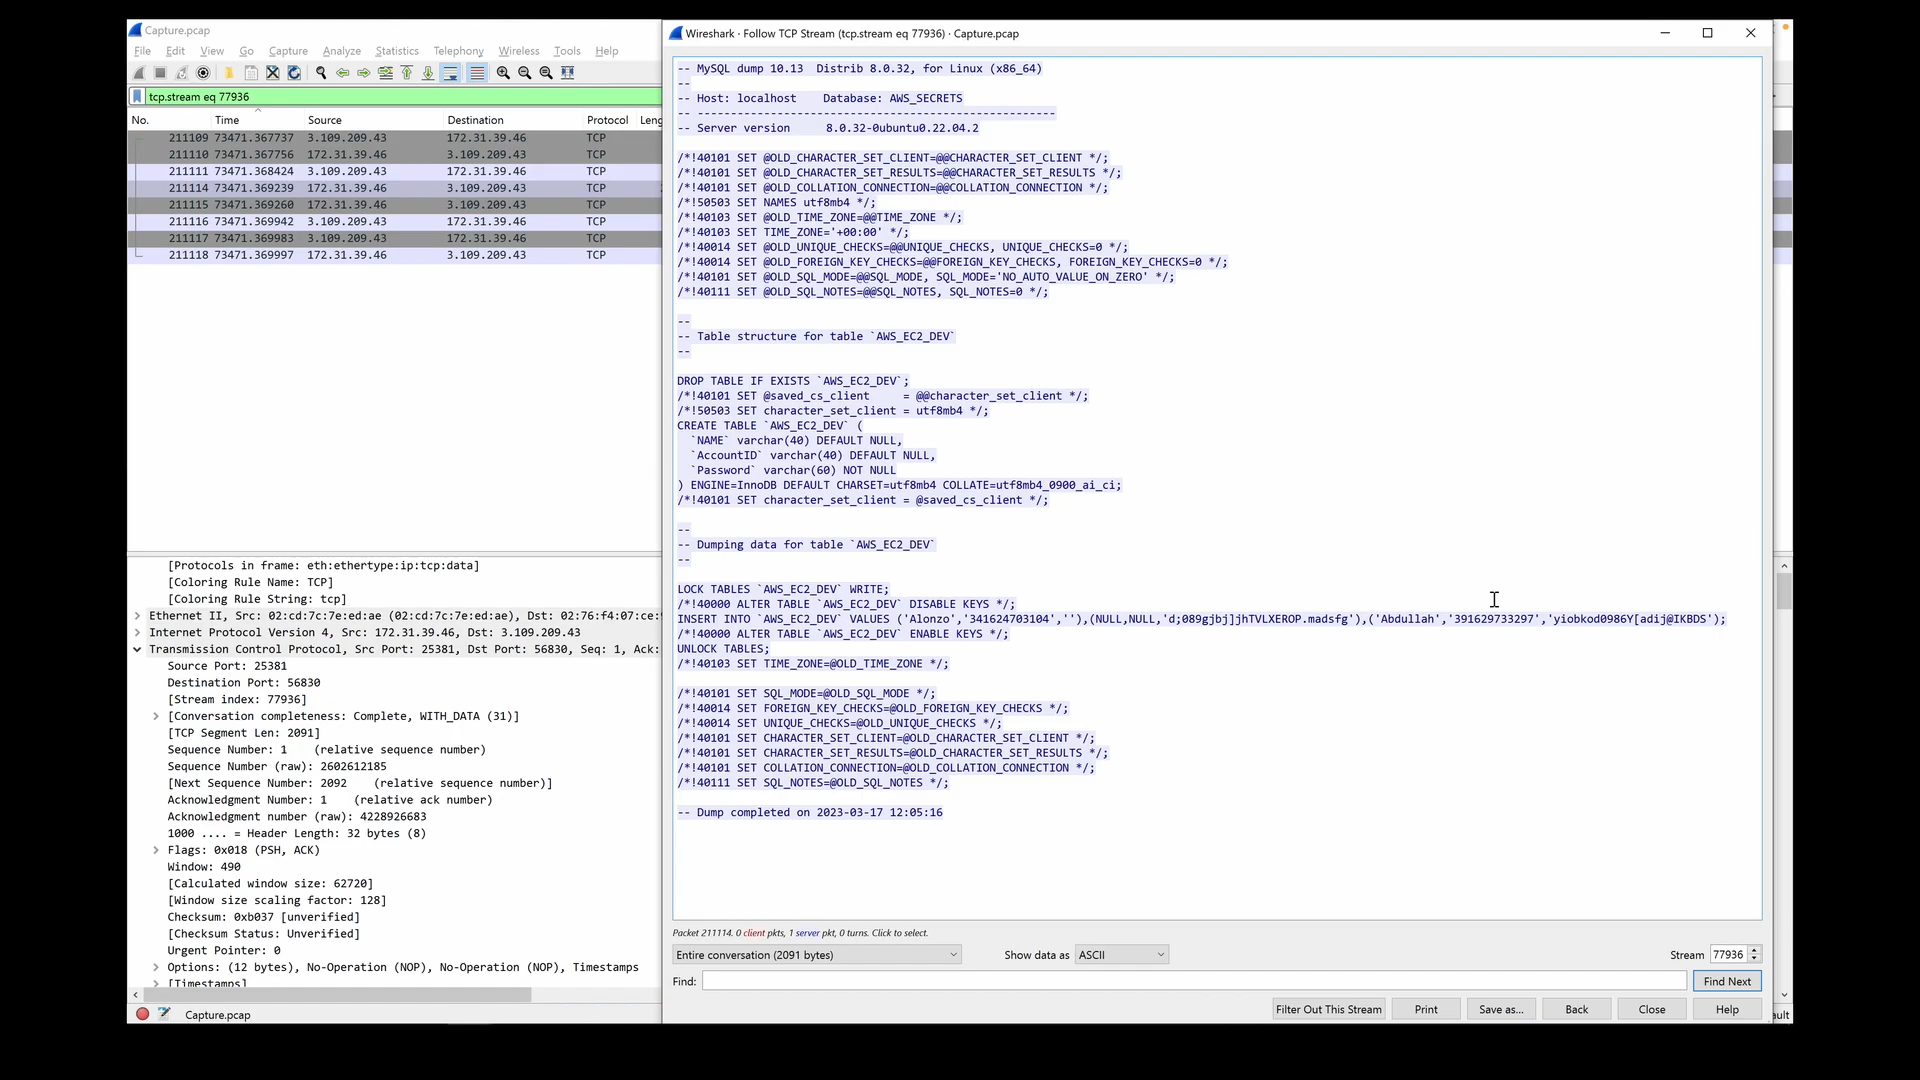 Capture.pcap
File Edit View Go Capture Analyze Statistics Telephony Wireless Tools Help
tcp.stream eq 77936
No. Time Source Destination Protocol
211109 73471.367737 3.109.209.43 172.31.39.46 TCP
211110 73471.367756 172.31.39.46 3.109.209.43 TCP
211111 73471.368424 172.31.39.46 3.109.209.43 TCP
211114 73471.369239 172.31.39.46 3.109.209.43 TCP
211115 73471.369260 172.31.39.46 3.109.209.43 TCP
211116 73471.369942 3.109.209.43 172.31.39.46 TCP
211117 73471.369983 3.109.209.43 172.31.39.46 TCP
211118 73471.369997 172.31.39.46 3.109.209.43 TCP
[Protocols in frame: eth:ethertype:ip:tcp:data]
[Coloring Rule Name: TCP]
[Coloring Rule String: tcp]
Ethernet II, Src: 02:cd:7c:7e:ed:ae (02:cd:7c:7e:ed:ae), Dst: 02:76:f4:07:ce:
Internet Protocol Version 4, Src: 172.31.39.46, Dst: 3.109.209.43
Transmission Control Protocol, Src Port: 25381, Dst Port: 56830, Seq: 1, Ack:
Source Port: 25381
Destination Port: 56830
[Stream index: 77936]
[Conversation completeness: Complete, WITH_DATA (31)]
[TCP Segment Len: 2091]
Sequence Number: 1 (relative sequence number)
Sequence Number (raw): 2602612185
[Next Sequence Number: 2092 (relative sequence number)]
Acknowledgment Number: 1 (relative ack number)
Acknowledgment number (raw): 4228926683
1000 .... = Header Length: 32 bytes (8)
Flags: 0x018 (PSH, ACK)
Window: 490
[Calculated window size: 62720]
[Window size scaling factor: 128]
Checksum: 0xb037 [unverified]
[Checksum Status: Unverified]
Urgent Pointer: 0
Options: (12 bytes), No-Operation (NOP), No-Operation (NOP), Timestamps
[Timestamps]
Capture.pcap
Wireshark · Follow TCP Stream (tcp.stream eq 77936) · Capture.pcap
-- MySQL dump 10.13  Distrib 8.0.32, for Linux (x86_64)
--
-- Host: localhost    Database: AWS_SECRETS
-- ------------------------------------------------------
-- Server version      8.0.32-0ubuntu0.22.04.2
/*!40101 SET @OLD_CHARACTER_SET_CLIENT=@@CHARACTER_SET_CLIENT */;
/*!40101 SET @OLD_CHARACTER_SET_RESULTS=@@CHARACTER_SET_RESULTS */;
/*!40101 SET @OLD_COLLATION_CONNECTION=@@COLLATION_CONNECTION */;
/*!50503 SET NAMES utf8mb4 */;
/*!40103 SET @OLD_TIME_ZONE=@@TIME_ZONE */;
/*!40103 SET TIME_ZONE='+00:00' */;
/*!40014 SET @OLD_UNIQUE_CHECKS=@@UNIQUE_CHECKS, UNIQUE_CHECKS=0 */;
/*!40014 SET @OLD_FOREIGN_KEY_CHECKS=@@FOREIGN_KEY_CHECKS, FOREIGN_KEY_CHECKS=0 */;
/*!40101 SET @OLD_SQL_MODE=@@SQL_MODE, SQL_MODE='NO_AUTO_VALUE_ON_ZERO' */;
/*!40111 SET @OLD_SQL_NOTES=@@SQL_NOTES, SQL_NOTES=0 */;
--
-- Table structure for table `AWS_EC2_DEV`
--
DROP TABLE IF EXISTS `AWS_EC2_DEV`;
/*!40101 SET @saved_cs_client     = @@character_set_client */;
/*!50503 SET character_set_client = utf8mb4 */;
CREATE TABLE `AWS_EC2_DEV` (
`NAME` varchar(40) DEFAULT NULL,
`AccountID` varchar(40) DEFAULT NULL,
`Password` varchar(60) NOT NULL
) ENGINE=InnoDB DEFAULT CHARSET=utf8mb4 COLLATE=utf8mb4_0900_ai_ci;
/*!40101 SET character_set_client = @saved_cs_client */;
--
-- Dumping data for table `AWS_EC2_DEV`
--
LOCK TABLES `AWS_EC2_DEV` WRITE;
/*!40000 ALTER TABLE `AWS_EC2_DEV` DISABLE KEYS */;
INSERT INTO `AWS_EC2_DEV` VALUES ('Alonzo','341624703104',''),(NULL,NULL,'d;089gjbj]jhTVLXEROP.madsfg'),('Abdullah','391629733297','yiobkod0986Y[adij@IKBDS');
/*!40000 ALTER TABLE `AWS_EC2_DEV` ENABLE KEYS */;
UNLOCK TABLES;
/*!40103 SET TIME_ZONE=@OLD_TIME_ZONE */;
/*!40101 SET SQL_MODE=@OLD_SQL_MODE */;
/*!40014 SET FOREIGN_KEY_CHECKS=@OLD_FOREIGN_KEY_CHECKS */;
/*!40014 SET UNIQUE_CHECKS=@OLD_UNIQUE_CHECKS */;
/*!40101 SET CHARACTER_SET_CLIENT=@OLD_CHARACTER_SET_CLIENT */;
/*!40101 SET CHARACTER_SET_RESULTS=@OLD_CHARACTER_SET_RESULTS */;
/*!40101 SET COLLATION_CONNECTION=@OLD_COLLATION_CONNECTION */;
/*!40111 SET SQL_NOTES=@OLD_SQL_NOTES */;
-- Dump completed on 2023-03-17 12:05:16
Packet 211114. 0 client pkts, 1 server pkt, 0 turns. Click to select.
Entire conversation (2091 bytes) Show data as ASCII Stream 77936
Find: Find Next
Filter Out This Stream Print Save as... Back Close Help